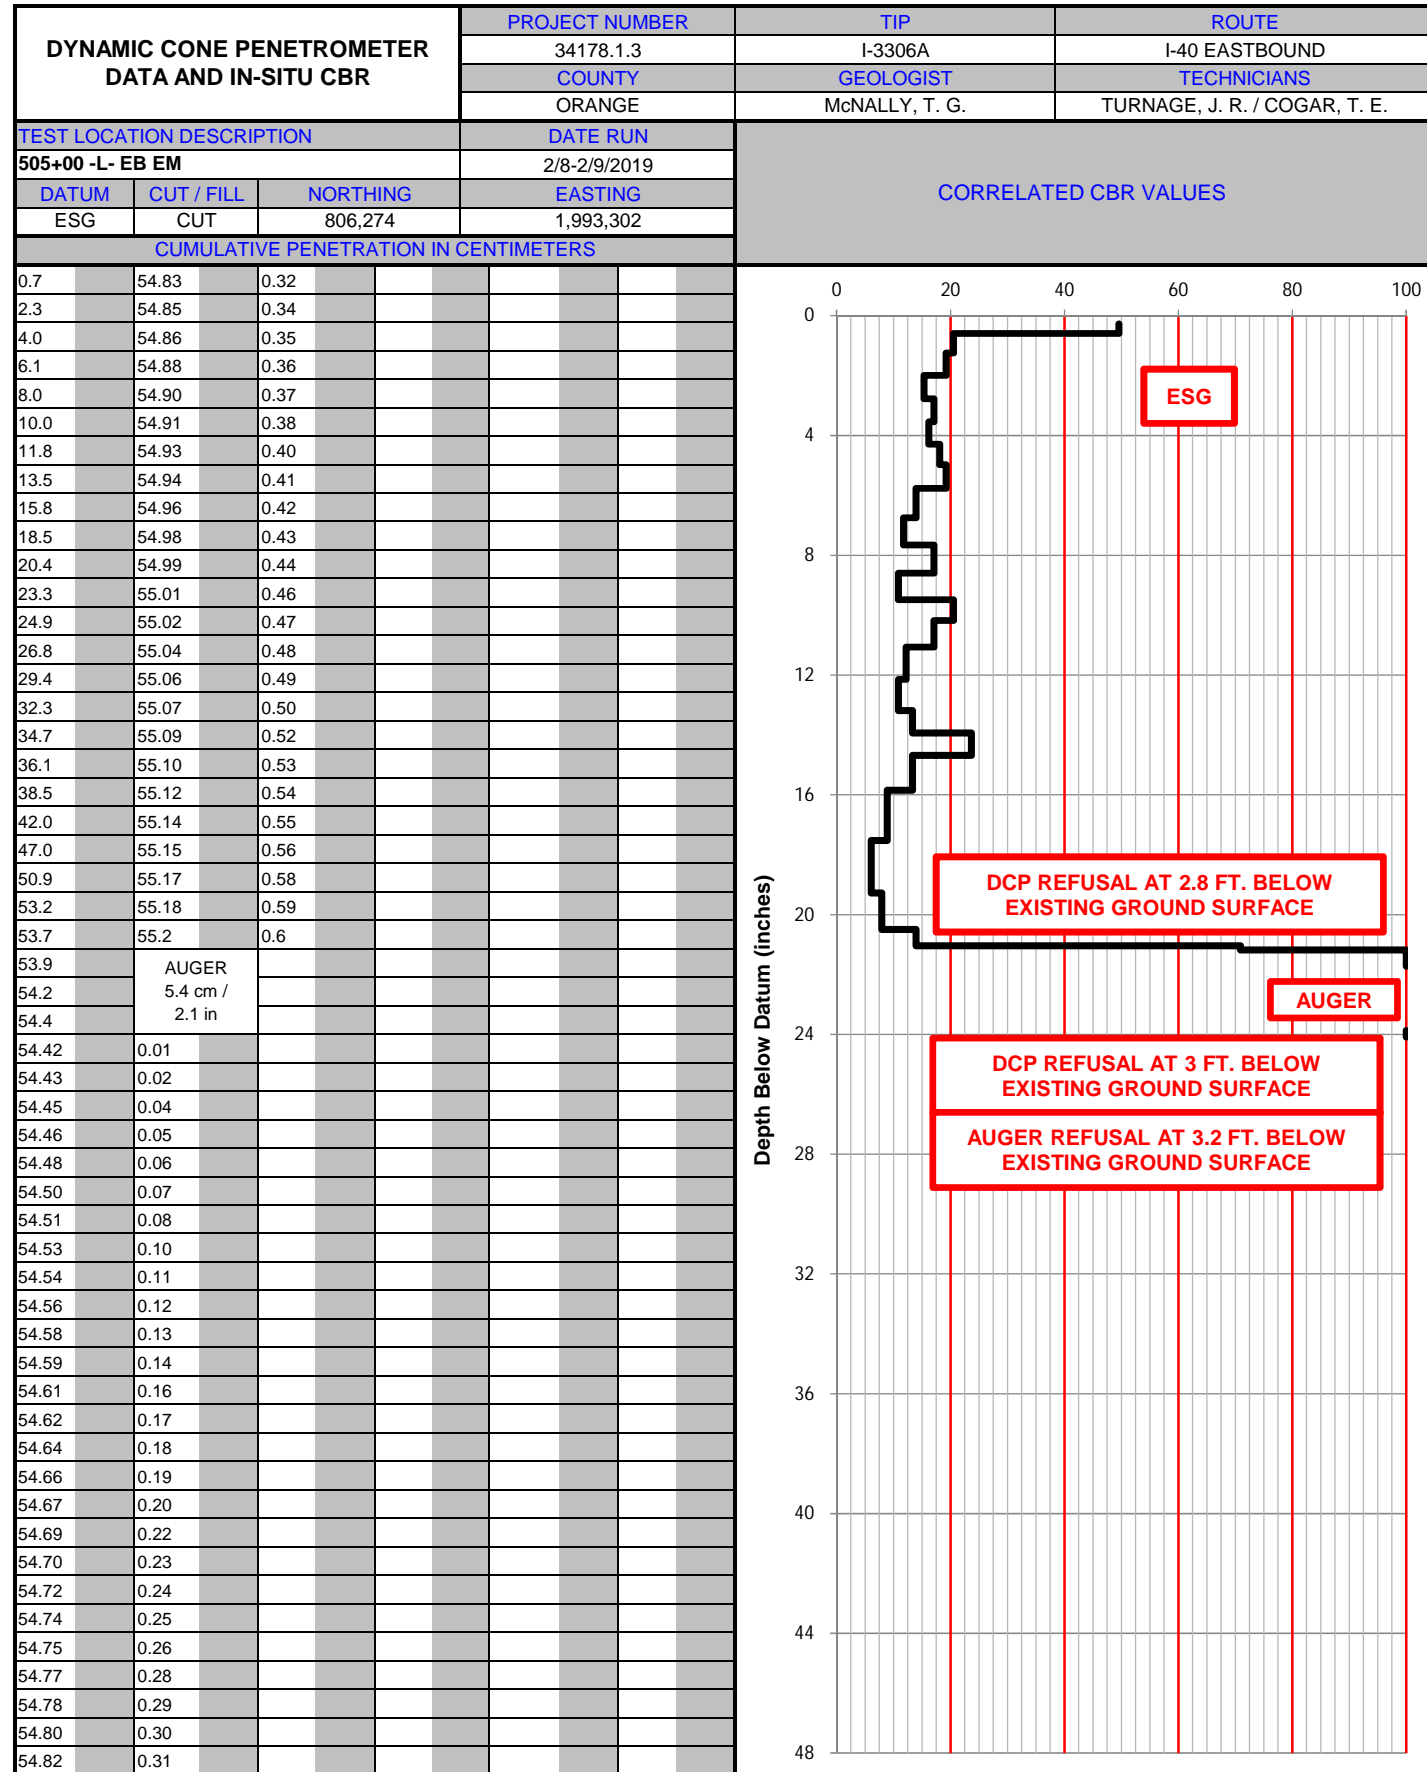 DYNAMIC CONE PENETROMETER
DATA AND IN-SITU CBR
PROJECT NUMBER TIP ROUTE
34178.1.3 I-3306A I-40 EASTBOUND
COUNTY GEOLOGIST TECHNICIANS
ORANGE McNALLY, T. G. TURNAGE, J. R. / COGAR, T. E.
TEST LOCATION DESCRIPTION DATE RUN
505+00 -L- EB EM 2/8-2/9/2019
DATUM CUT / FILL NORTHING EASTING
ESG CUT 806,274 1,993,302
CORRELATED CBR VALUES
CUMULATIVE PENETRATION IN CENTIMETERS
0.7 54.83 0.32
2.3 54.85 0.34
4.0 54.86 0.35
6.1 54.88 0.36
8.0 54.90 0.37
10.0 54.91 0.38
11.8 54.93 0.40
13.5 54.94 0.41
15.8 54.96 0.42
18.5 54.98 0.43
20.4 54.99 0.44
23.3 55.01 0.46
24.9 55.02 0.47
26.8 55.04 0.48
29.4 55.06 0.49
32.3 55.07 0.50
34.7 55.09 0.52
36.1 55.10 0.53
38.5 55.12 0.54
42.0 55.14 0.55
47.0 55.15 0.56
50.9 55.17 0.58
53.2 55.18 0.59
53.7 55.2 0.6
53.9 AUGER
54.2 5.4 cm /
54.4 2.1 in
54.42 0.01
54.43 0.02
54.45 0.04
54.46 0.05
54.48 0.06
54.50 0.07
54.51 0.08
54.53 0.10
54.54 0.11
54.56 0.12
54.58 0.13
54.59 0.14
54.61 0.16
54.62 0.17
54.64 0.18
54.66 0.19
54.67 0.20
54.69 0.22
54.70 0.23
54.72 0.24
54.74 0.25
54.75 0.26
54.77 0.28
54.78 0.29
54.80 0.30
54.82 0.31
0 20 40 60 80 100
0
4
8
12
16
20
24
28
32
36
40
44
48
Depth Below Datum (inches)
ESG
DCP REFUSAL AT 2.8 FT. BELOW
EXISTING GROUND SURFACE
AUGER
DCP REFUSAL AT 3 FT. BELOW
EXISTING GROUND SURFACE
AUGER REFUSAL AT 3.2 FT. BELOW
EXISTING GROUND SURFACE